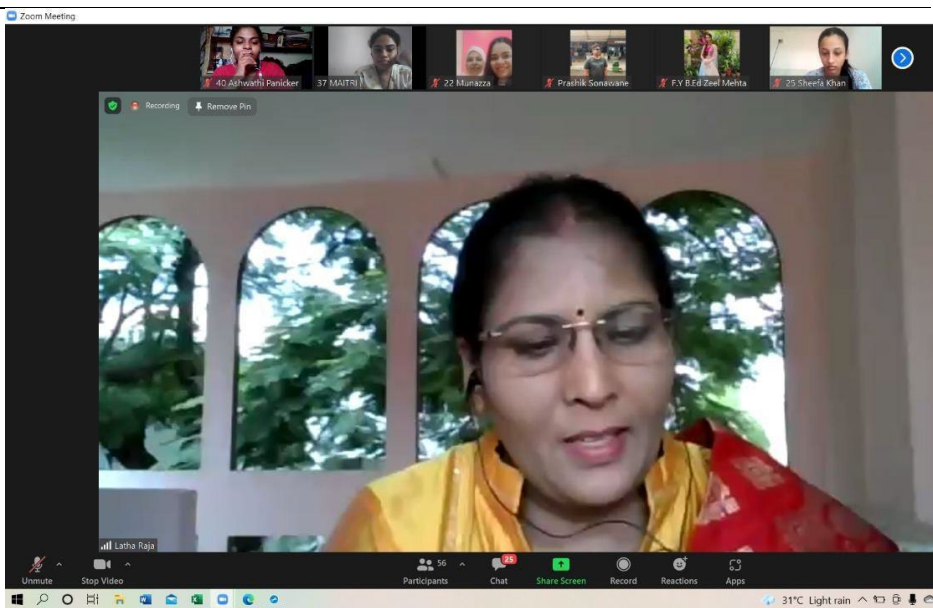 Zoom Meeting
40 Ashwathi Panicker
37 MAITRI
22 Munazza
Prashik Sonawane
F.Y B.Ed Zeel Mehta
25 Sheefa Khan
Recording
Remove Pin
Latha Raja
Unmute
Stop Video
56
Participants
25
Chat
Share Screen
Record
Reactions
Apps
31°C Light rain